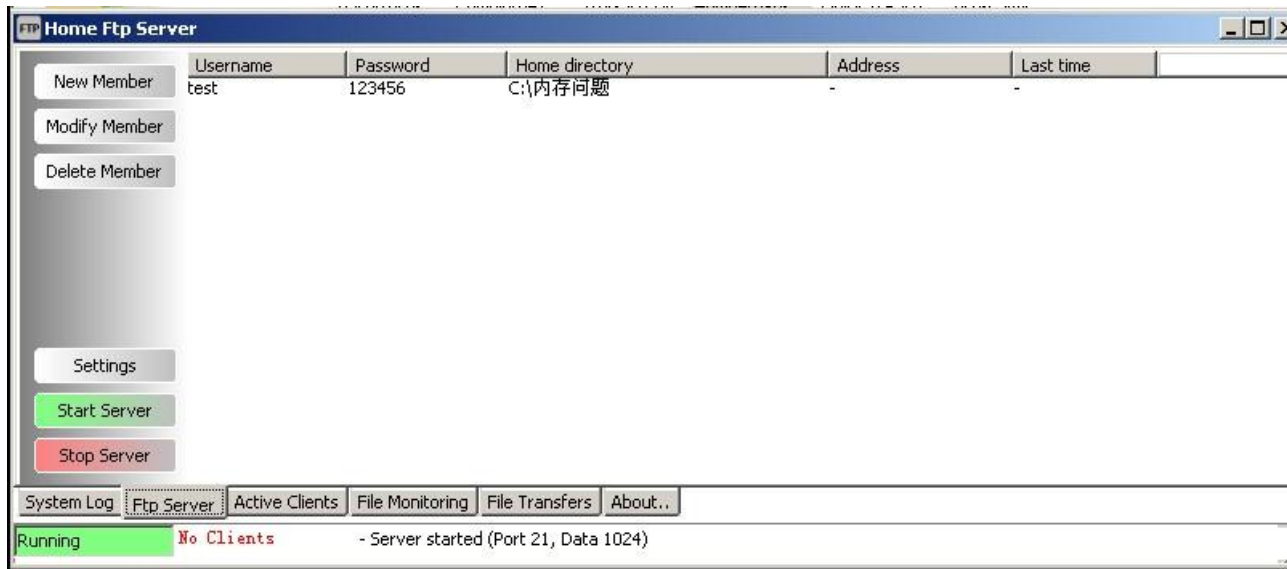 FTP Home Ftp Server
Username Password Home directory Address Last time
test 123456 C:\内存问题 - -
New Member
Modify Member
Delete Member
Settings
Start Server
Stop Server
System Log Ftp Server Active Clients File Monitoring File Transfers About..
Running No Clients - Server started (Port 21, Data 1024)